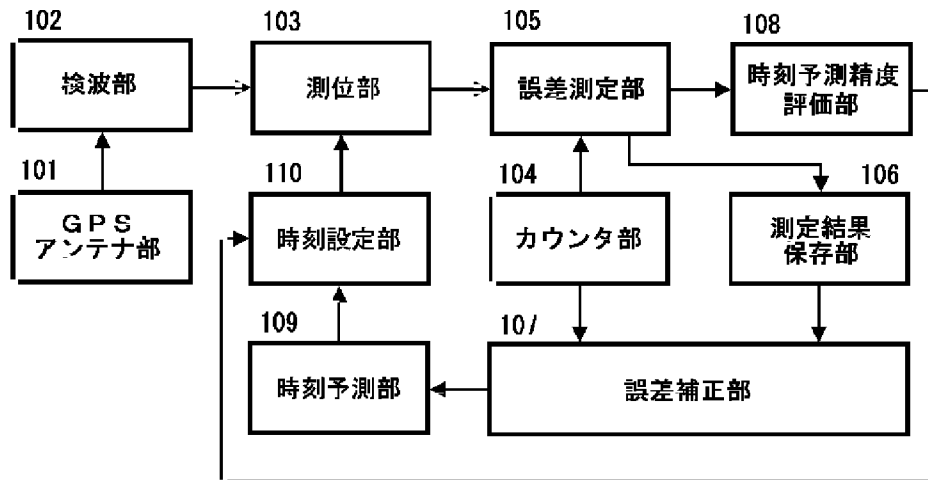 102
検波部
103
測位部
105
誤差測定部
108
時刻予測精度
評価部
101
GPS
アンテナ部
110
時刻設定部
104
カウンタ部
106
測定結果
保存部
109
時刻予測部
10/
誤差補正部